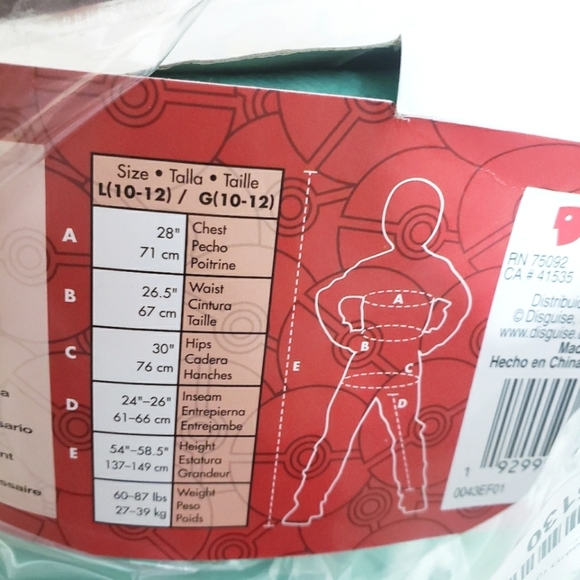 Size • Talla • Taille
L(10-12) / G(10-12)
A
28"
71 cm
Chest
Pecho
Poitrine
B
26.5"
67 cm
Waist
Cintura
Taille
C
30"
76 cm
Hips
Cadera
Hanches
D
24"–26"
61–66 cm
Inseam
Entrepierna
Entrejambe
E
54"–58.5"
137–149 cm
Height
Estatura
Grandeur
60–87 lbs
27–39 kg
Weight
Peso
Poids
A
B
C
D
E
RN 75092
CA # 41535
© Disguise,
Hecho en China
1 9299
0043EF01